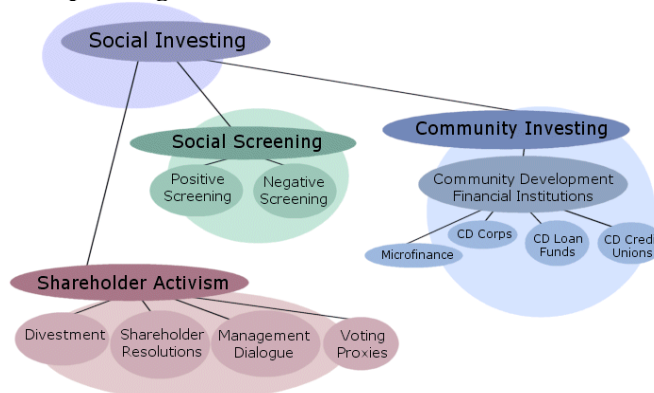 Social Investing
Social Screening
Positive
Screening
Negative
Screening
Community Investing
Community Development
Financial Institutions
Microfinance
CD Corps
CD Loan
Funds
CD Credi
Unions
Shareholder Activism
Divestment
Shareholder
Resolutions
Management
Dialogue
Voting
Proxies